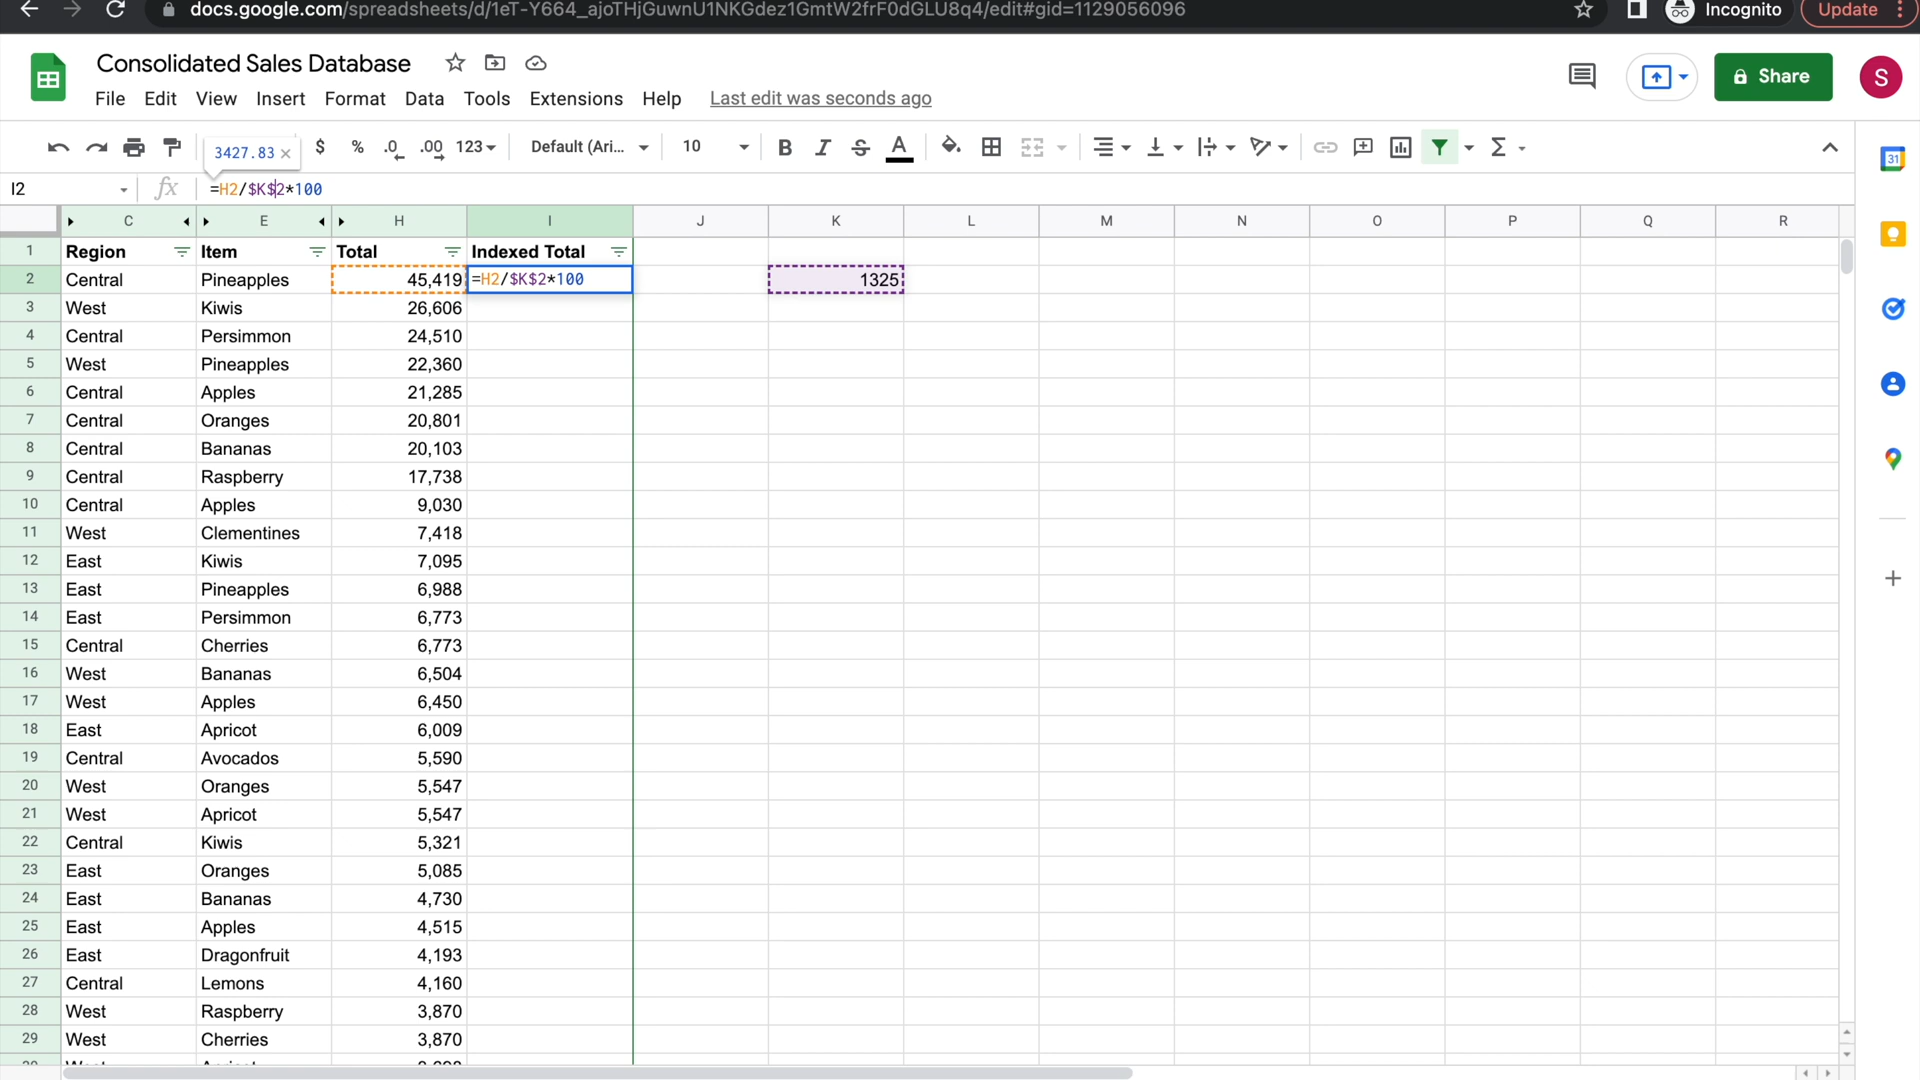 docs.google.com/spreadsheets/d/1eT-Y664_ajoTHjGuwnU1NKGdez1GmtW2frF0dGLU8q4/edit#gid=1129056096 Incognito Update
Consolidated Sales Database
File Edit View Insert Format Data Tools Extensions Help Last edit was seconds ago Share S
3427.83 × $ % .0 .00 123 Default (Ari... 10 B I S A Σ 31
I2 fx =H2/$K$2*100
C E H I J K L M N O P Q R
1 Region Item Total Indexed Total
2 Central Pineapples 45,419 =H2/$K$2*100 1325
3 West Kiwis 26,606
4 Central Persimmon 24,510
5 West Pineapples 22,360
6 Central Apples 21,285
7 Central Oranges 20,801
8 Central Bananas 20,103
9 Central Raspberry 17,738
10 Central Apples 9,030
11 West Clementines 7,418
12 East Kiwis 7,095
13 East Pineapples 6,988
14 East Persimmon 6,773
15 Central Cherries 6,773
16 West Bananas 6,504
17 West Apples 6,450
18 East Apricot 6,009
19 Central Avocados 5,590
20 West Oranges 5,547
21 West Apricot 5,547
22 Central Kiwis 5,321
23 East Oranges 5,085
24 East Bananas 4,730
25 East Apples 4,515
26 East Dragonfruit 4,193
27 Central Lemons 4,160
28 West Raspberry 3,870
29 West Cherries 3,870